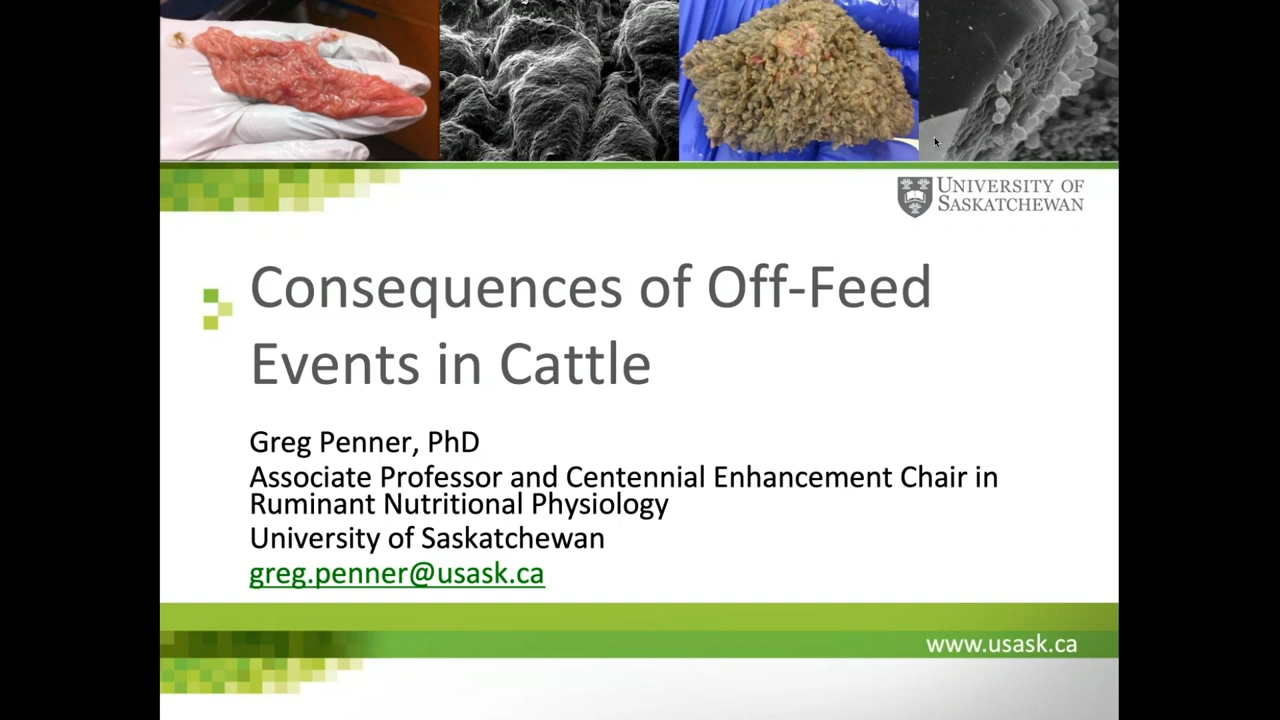 UNIVERSITY OF
SASKATCHEWAN
Consequences of Off-Feed
Events in Cattle
Greg Penner, PhD
Associate Professor and Centennial Enhancement Chair in
Ruminant Nutritional Physiology
University of Saskatchewan
greg.penner@usask.ca
www.usask.ca